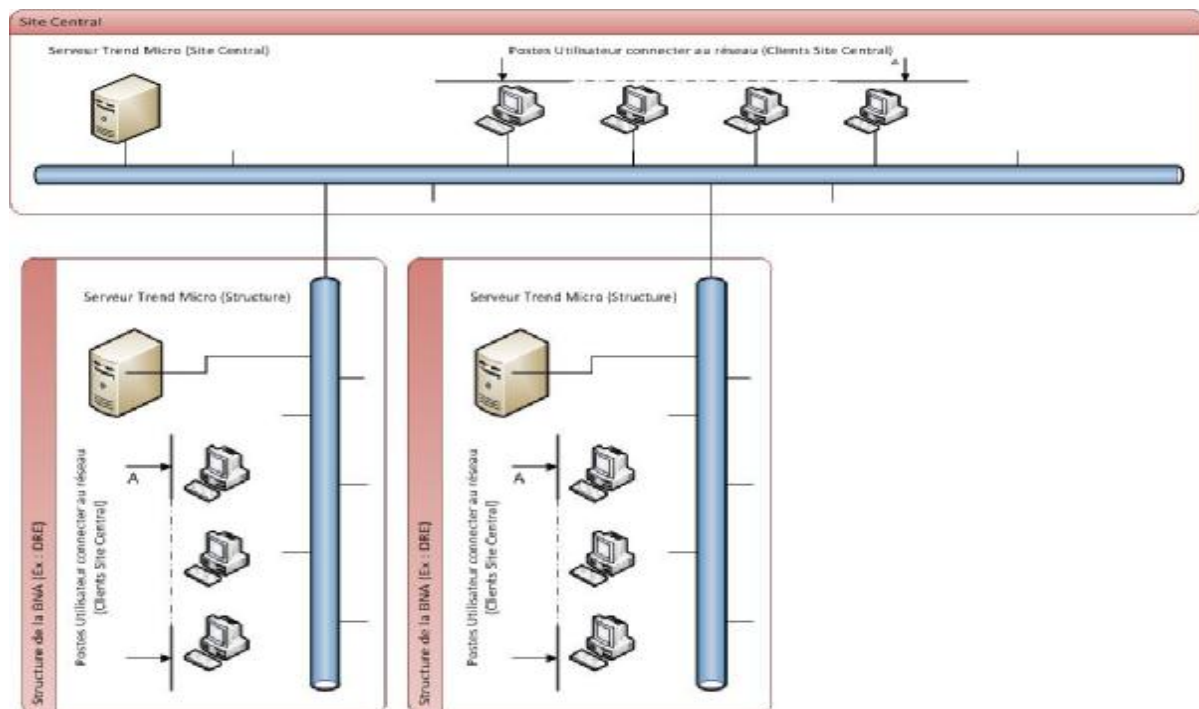 Site Central
Serveur Trend Micro (Site Central)
Postes Utilisateur connecter au réseau (Clients Site Central)
A
Structure de la BNA (Ex : DRE)
Serveur Trend Micro (Structure)
A
Postes Utilisateur connecter au réseau
(Clients Site Central)
Structure de la BNA (Ex : DRE)
Serveur Trend Micro (Structure)
A
Postes Utilisateur connecter au réseau
(Clients Site Central)